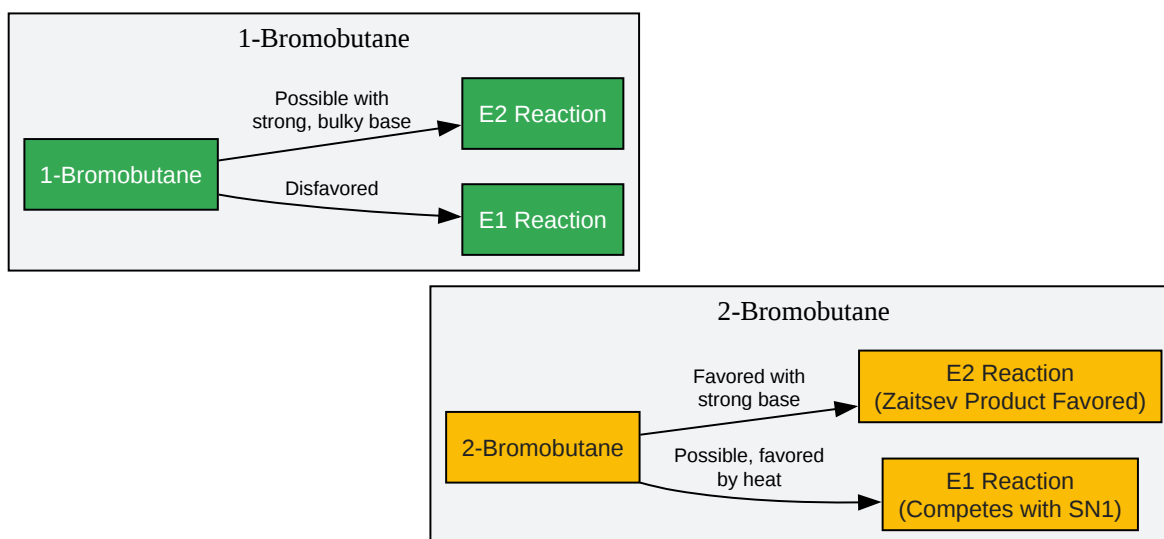 1-Bromobutane
1-Bromobutane
Possible with
strong, bulky base
E2 Reaction
Disfavored
E1 Reaction
2-Bromobutane
2-Bromobutane
Favored with
strong base
E2 Reaction
(Zaitsev Product Favored)
Possible, favored
by heat
E1 Reaction
(Competes with SN1)